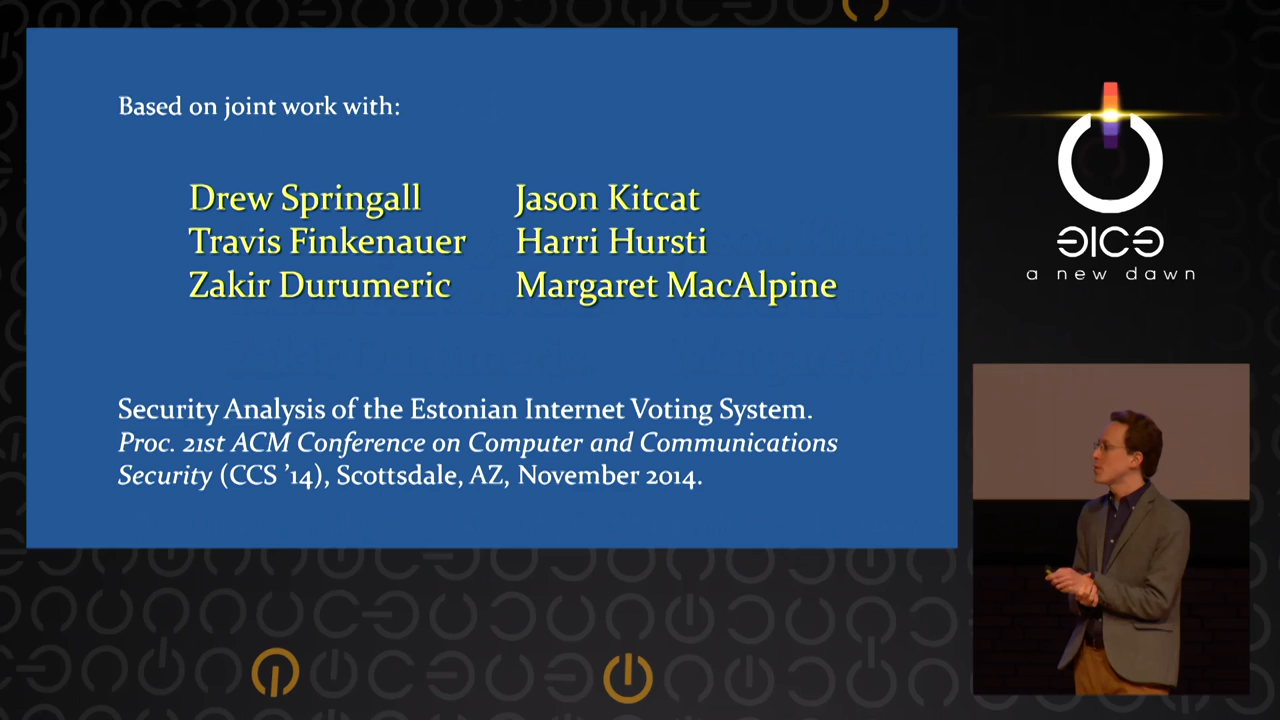 Based on joint work with:
Drew Springall
Travis Finkenauer
Zakir Durumeric
Jason Kitcat
Harri Hursti
Margaret MacAlpine
Security Analysis of the Estonian Internet Voting System.
Proc. 21st ACM Conference on Computer and Communications
Security (CCS ’14), Scottsdale, AZ, November 2014.
a new dawn